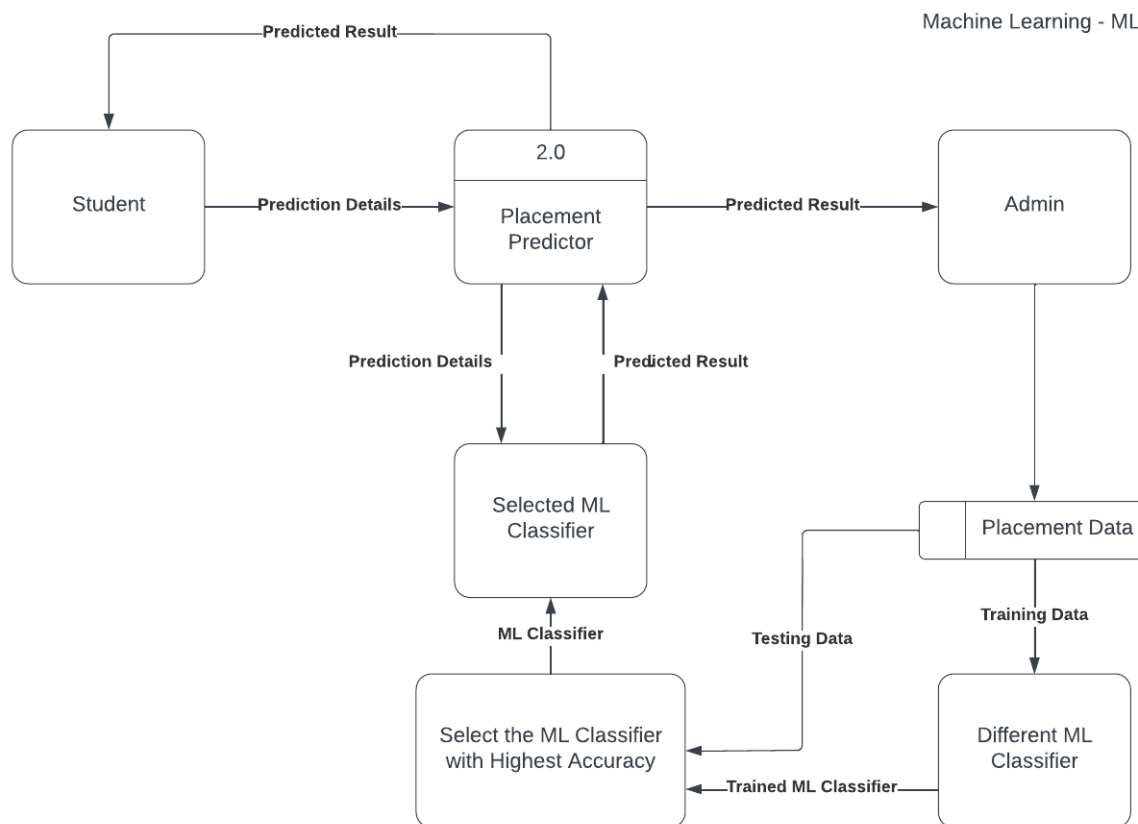 Machine Learning - ML
Predicted Result
2.0
Student
Prediction Details
Placement
Predictor
Predicted Result
Admin
Prediction Details
Predicted Result
Selected ML
Classifier
Placement Data
ML Classifier
Testing Data
Training Data
Select the ML Classifier
with Highest Accuracy
Different ML
Classifier
Trained ML Classifier